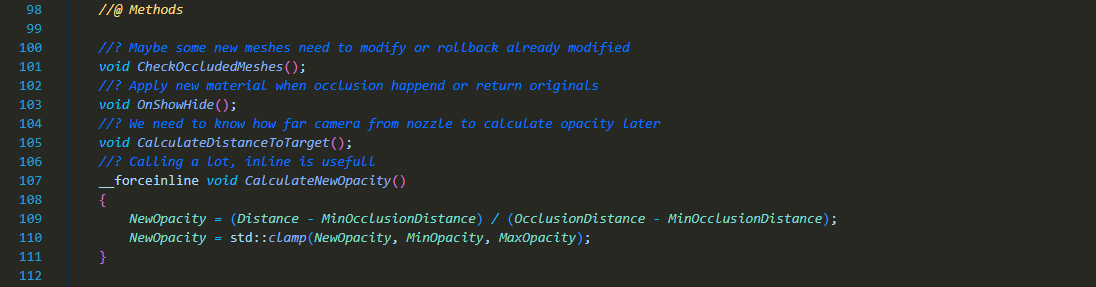 98 //@ Methods
99
100 //? Maybe some new meshes need to modify or rollback already modified
101 void CheckOccludedMeshes();
102 //? Apply new material when occlusion happend or return originals
103 void OnShowHide();
104 //? We need to know how far camera from nozzle to calculate opacity later
105 void CalculateDistanceToTarget();
106 //? Calling a lot, inline is usefull
107 __forceinline void CalculateNewOpacity()
108 {
109 NewOpacity = (Distance - MinOcclusionDistance) / (OcclusionDistance - MinOcclusionDistance);
110 NewOpacity = std::clamp(NewOpacity, MinOpacity, MaxOpacity);
111 }
112